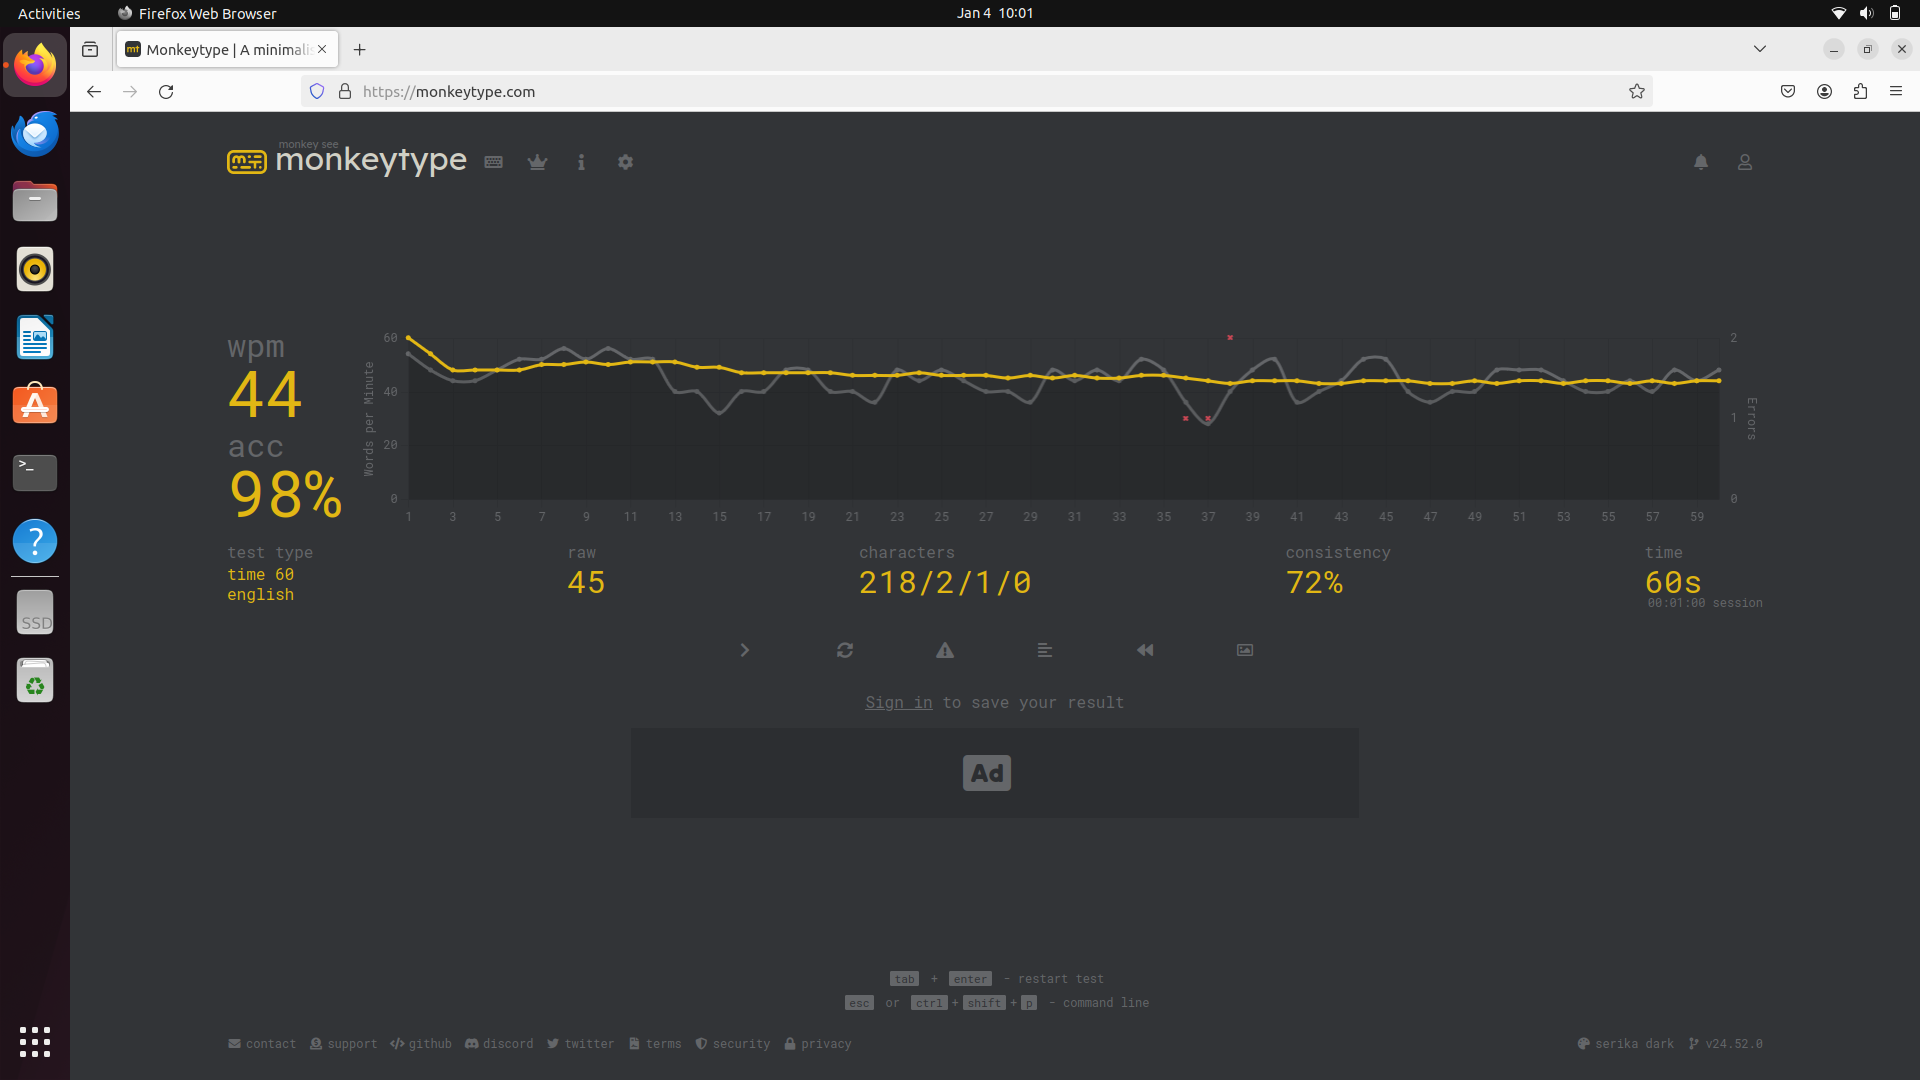 Activities
Firefox Web Browser
Jan 4 10:01
Monkeytype | A minimalis
https://monkeytype.com
monkey see
monkeytype
wpm
44
acc
98%
Words per Minute
60
40
20
0
1 3 5 7 9 11 13 15 17 19 21 23 25 27 29 31 33 35 37 39 41 43 45 47 49 51 53 55 57 59
2
1
0
Errors
test type
time 60
english
raw
45
characters
218/2/1/0
consistency
72%
time
60s
00:01:00 session
Sign in to save your result
Ad
tab + enter - restart test
esc or ctrl + shift + p - command line
contact support github discord twitter terms security privacy
serika dark v24.52.0
SSD